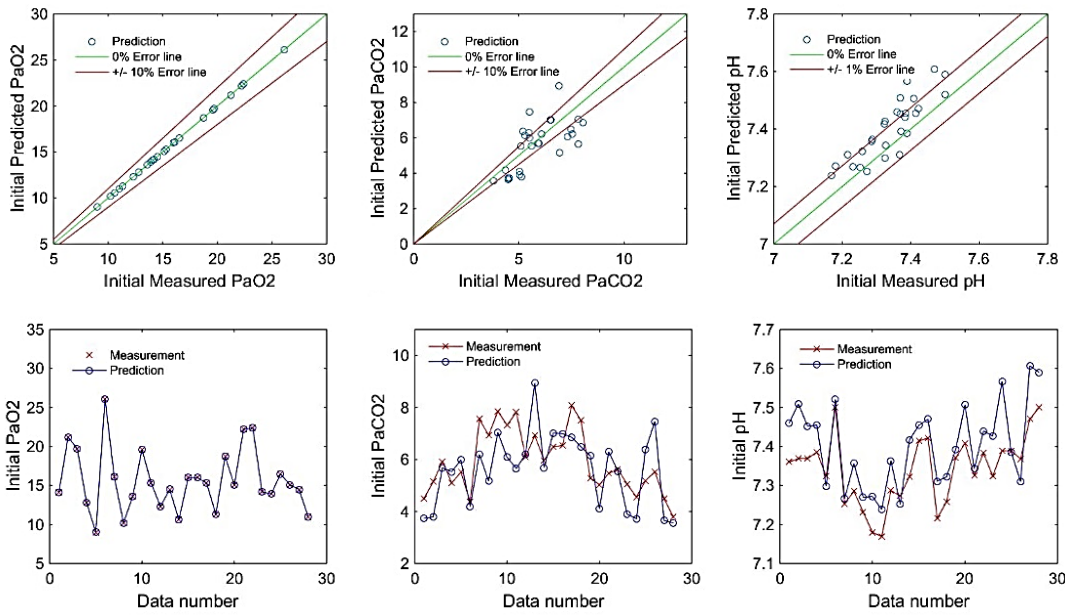 30
25
20
15
10
5
5
10
15
20
25
30
Initial Predicted PaO2
Initial Measured PaO2
Prediction
0% Error line
+/- 10% Error line
12
10
8
6
4
2
0
0
5
10
Initial Predicted PaCO2
Initial Measured PaCO2
Prediction
0% Error line
+/- 10% Error line
7.8
7.6
7.4
7.2
7
7
7.2
7.4
7.6
7.8
Initial Predicted pH
Initial Measured pH
Prediction
0% Error line
+/- 1% Error line
35
30
25
20
15
10
5
0
10
20
30
Initial PaO2
Data number
Measurement
Prediction
10
8
6
4
2
0
10
20
30
Initial PaCO2
Data number
Measurement
Prediction
7.7
7.6
7.5
7.4
7.3
7.2
7.1
0
10
20
30
Initial pH
Data number
Measurement
Prediction